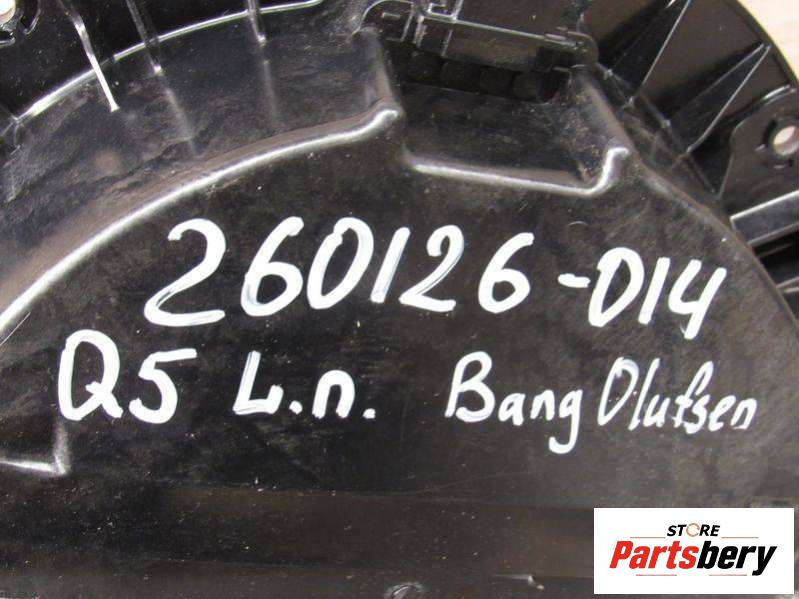 260126-014
Q5 L.n. Bang Olufsen
STORE
Partsbery